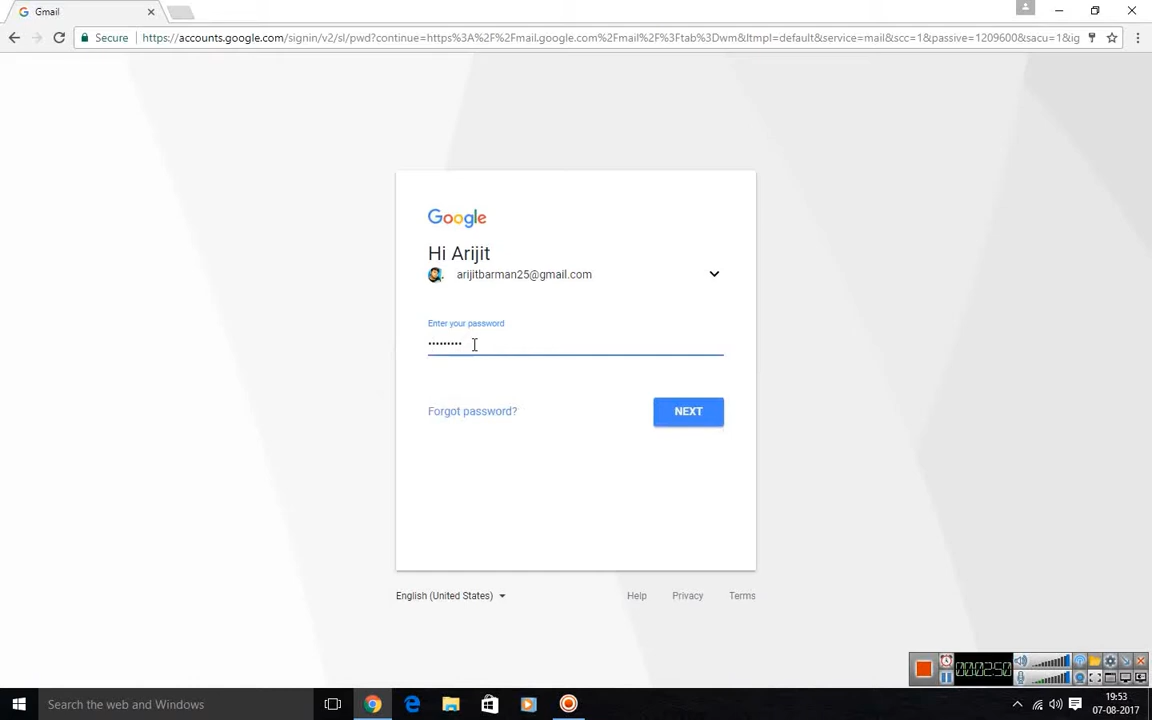 Gmail
Secure https://accounts.google.com/signin/v2/sl/pwd?continue=https%3A%2F%2Fmail.google.com%2Fmail%2F%3Ftab%3Dwm&ltmpl=default&service=mail&scc=1&passive=1209600&sacu=1&ig
Google
Hi Arijit
arijitbarman25@gmail.com
Enter your password
•••••••••
Forgot password?
NEXT
English (United States)
Help Privacy Terms
00:02:50
Search the web and Windows
19:53
07-08-2017